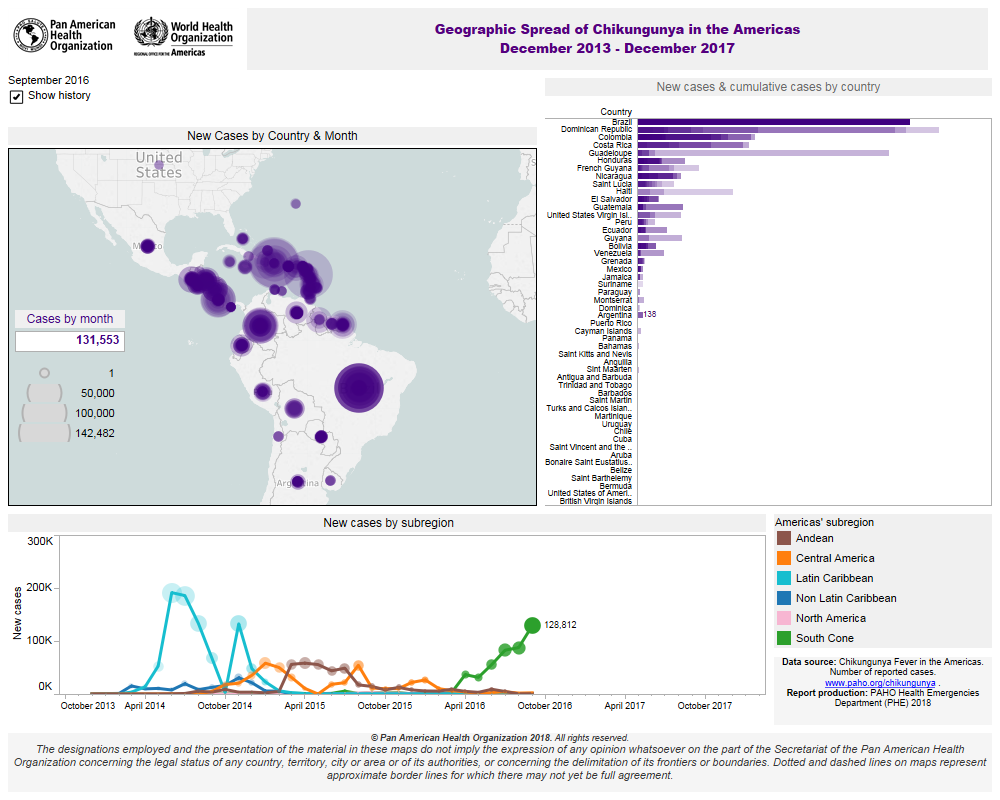 Pan American
Health
Organization
World Health
Organization
REGIONAL OFFICE FOR THE Americas
Geographic Spread of Chikungunya in the Americas
December 2013 - December 2017
September 2016
Show history
New Cases by Country & Month
United
States
Mexico
Argentina
Cases by month
131,553
1
50,000
100,000
142,482
New cases & cumulative cases by country
Country
Brazil
Dominican Republic
Colombia
Costa Rica
Guadeloupe
Honduras
French Guyana
Nicaragua
Saint Lucia
Haiti
El Salvador
Guatemala
United States Virgin Isl..
Peru
Ecuador
Guyana
Bolivia
Venezuela
Grenada
Mexico
Jamaica
Suriname
Paraguay
Montserrat
Dominica
Argentina 138
Puerto Rico
Cayman Islands
Panama
Bahamas
Saint Kitts and Nevis
Anguilla
Sint Maarten
Antigua and Barbuda
Trinidad and Tobago
Barbados
Saint Martin
Turks and Caicos Islan..
Martinique
Uruguay
Chile
Cuba
Saint Vincent and the ..
Aruba
Bonaire Saint Eustatius..
Belize
Saint Barthelemy
Bermuda
United States of Ameri..
British Virgin Islands
New cases by subregion
New cases
300K
200K
100K
0K
128,812
October 2013 April 2014 October 2014 April 2015 October 2015 April 2016 October 2016 April 2017 October 2017
Americas' subregion
Andean
Central America
Latin Caribbean
Non Latin Caribbean
North America
South Cone
Data source: Chikungunya Fever in the Americas.
Number of reported cases.
www.paho.org/chikungunya .
Report production: PAHO Health Emergencies
Department (PHE) 2018
© Pan American Health Organization 2018. All rights reserved.
The designations employed and the presentation of the material in these maps do not imply the expression of any opinion whatsoever on the part of the Secretariat of the Pan American Health
Organization concerning the legal status of any country, territory, city or area or of its authorities, or concerning the delimitation of its frontiers or boundaries. Dotted and dashed lines on maps represent
approximate border lines for which there may not yet be full agreement.